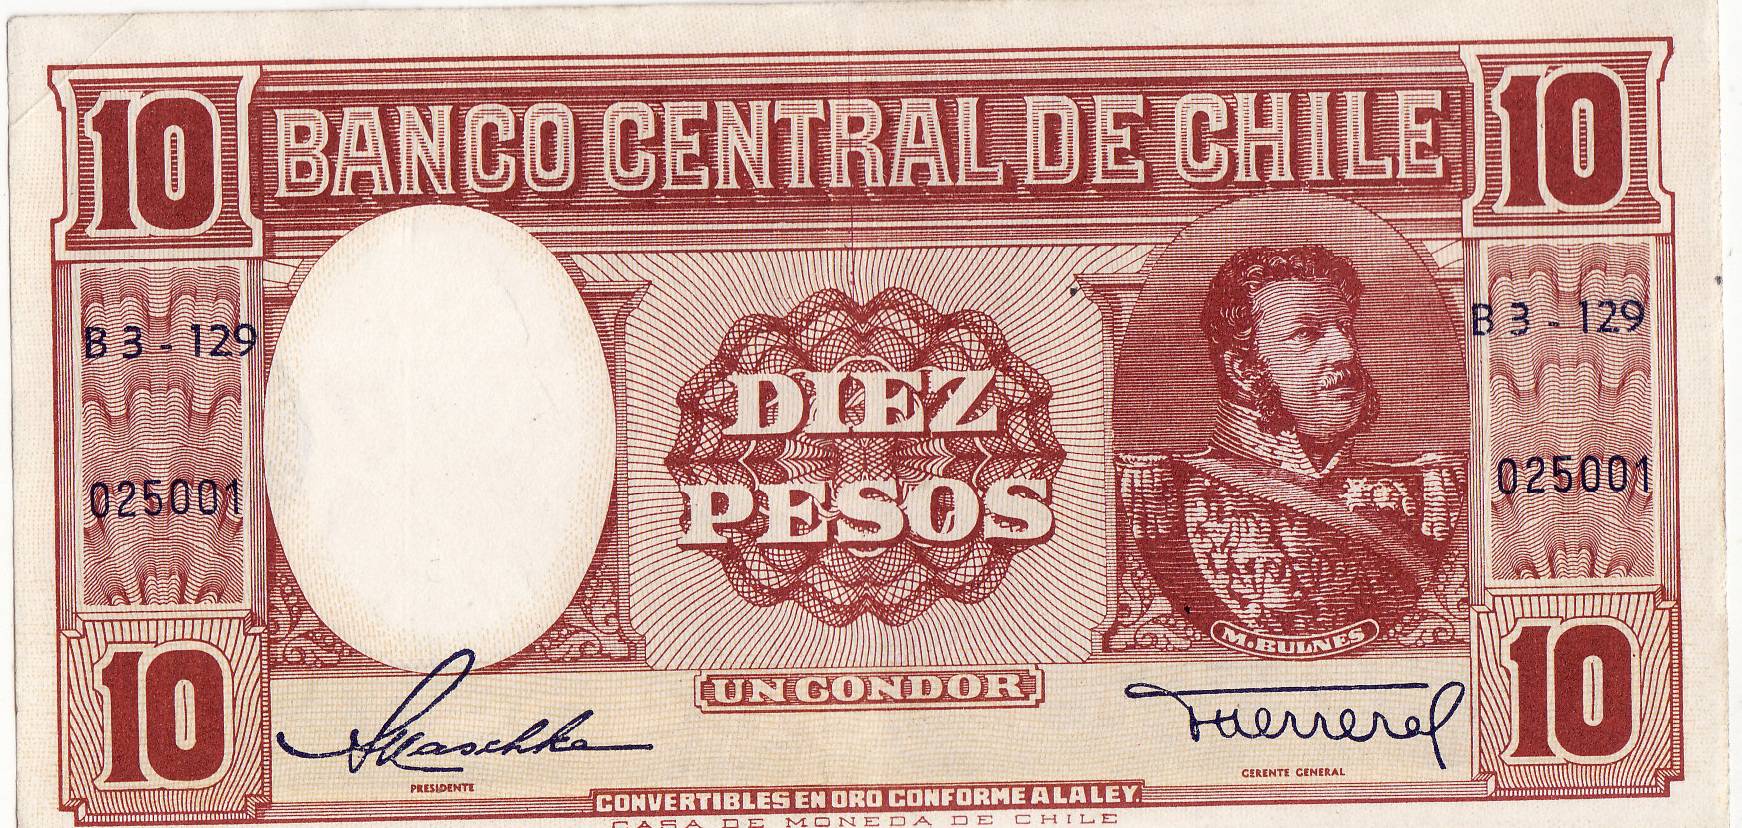 10 BANCO CENTRAL DE CHILE 10
B3-129 B3-129
DIEZ
PESOS
025001 025001
M. BULNES
10 UN CONDOR 10
PRESIDENTE GERENTE GENERAL
CONVERTIBLES EN ORO CONFORME A LA LEY.
CASA DE MONEDA DE CHILE